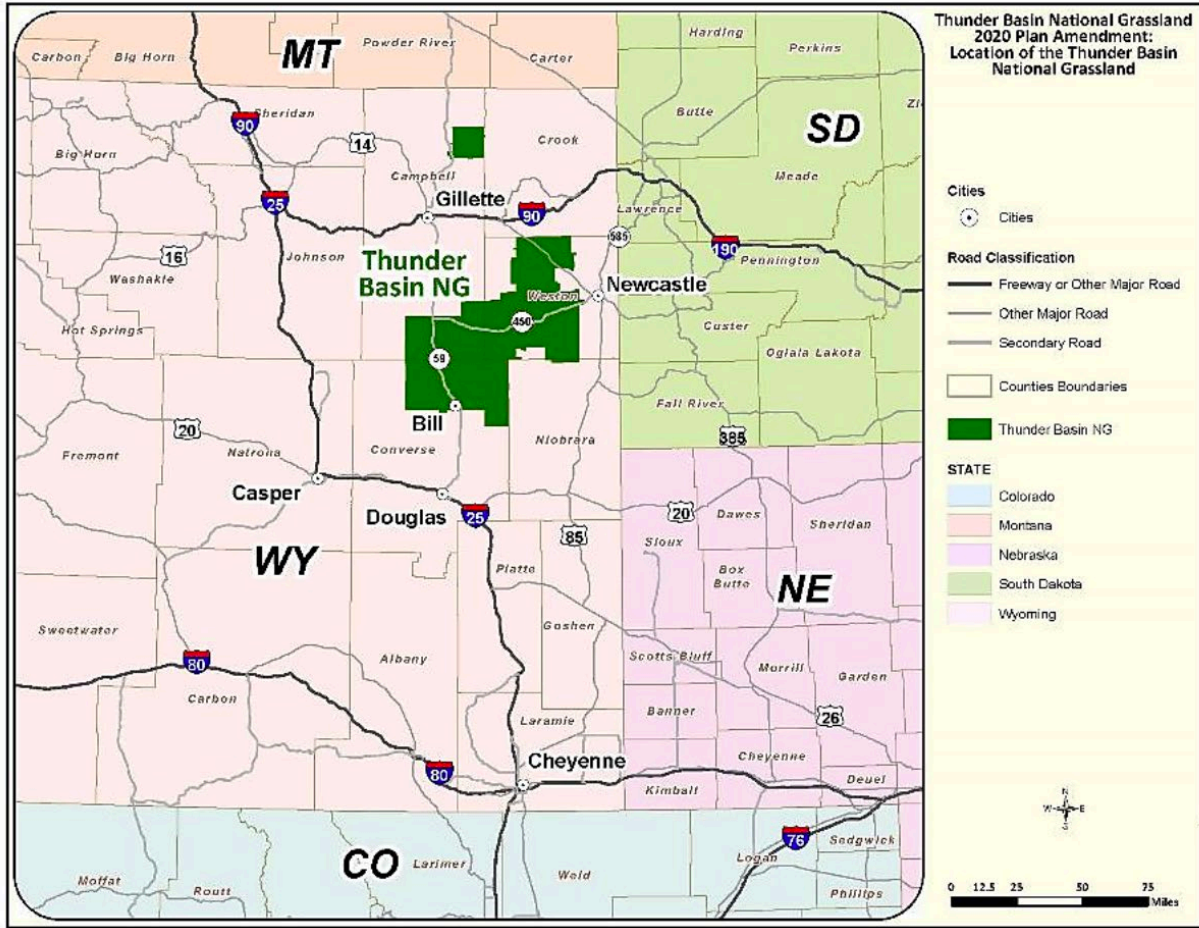 Thunder Basin National Grassland
2020 Plan Amendment:
Location of the Thunder Basin
National Grassland
Carbon
Big Horn
MT
Powder River
Carter
Harding
Perkins
90
Sheridan
14
Crook
Butte
SD
Big Horn
Campbell
Meade
25
Gillette
90
Lawrence
585
190
16
Johnson
Thunder
Basin NG
Pennington
Washakie
Weston
Newcastle
Hot Springs
450
Custer
59
Oglala Lakota
Bill
Fall River
20
385
Fremont
Natrona
Converse
Niobrara
Casper
Douglas
25
20
Dawes
Sheridan
85
Sioux
WY
Platte
Box
Butte
NE
Sweetwater
Goshen
Albany
Scotts Bluff
Morrill
Garden
80
Carbon
Banner
26
Laramie
Cheyenne
Cheyenne
80
Kimball
Deuel
76
Sedgwick
CO
Larimer
Logan
Moffat
Routt
Weld
Phillips
Cities
Cities
Road Classification
Freeway or Other Major Road
Other Major Road
Secondary Road
Counties Boundaries
Thunder Basin NG
STATE
Colorado
Montana
Nebraska
South Dakota
Wyoming
N
W E
S
0 12.5 25 50 75
Miles